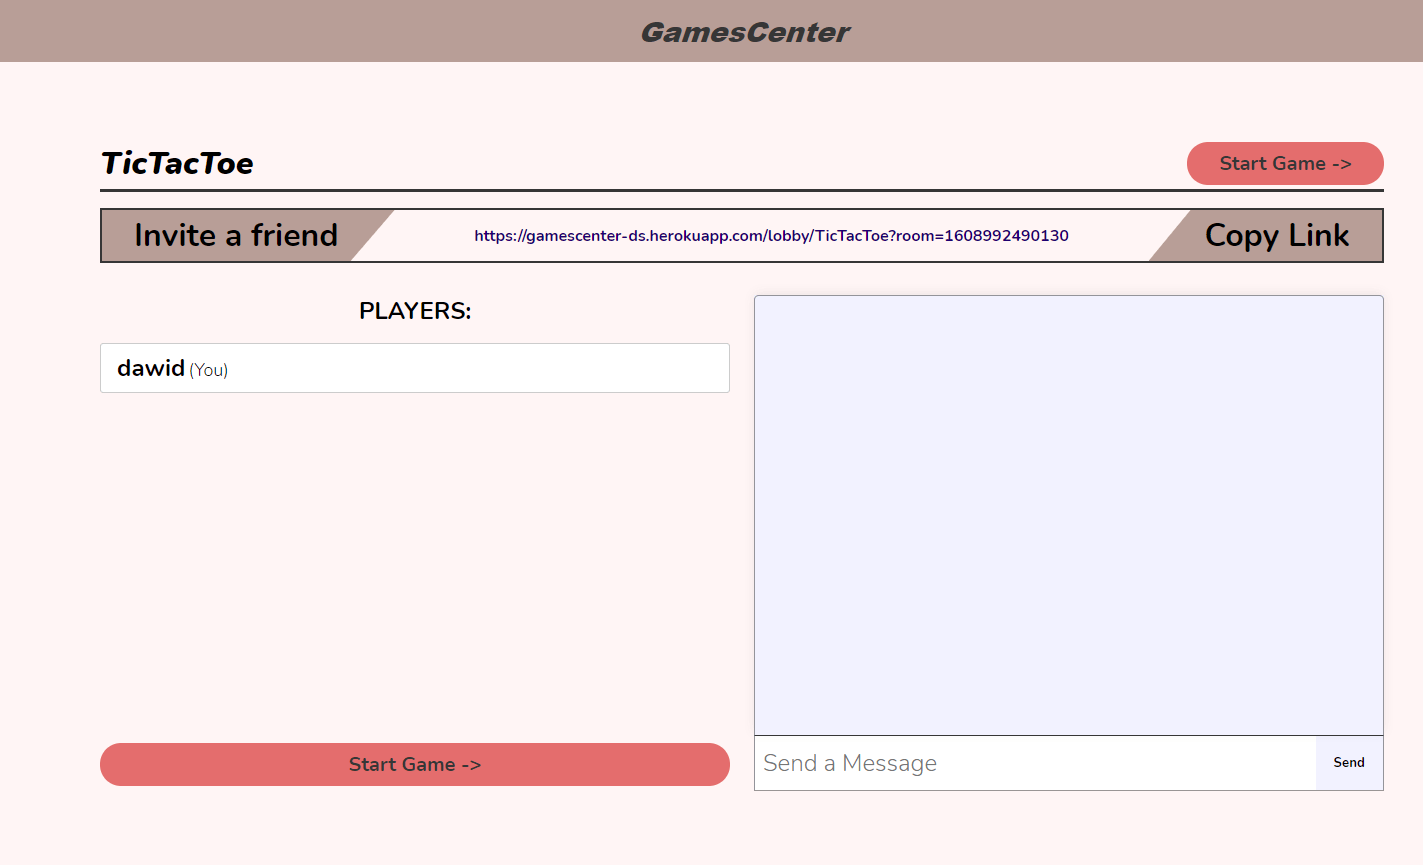 GamesCenter
TicTacToe
Start Game ->
Invite a friend
https://gamescenter-ds.herokuapp.com/lobby/TicTacToe?room=1608992490130
Copy Link
PLAYERS:
dawid (You)
Start Game ->
Send a Message
Send